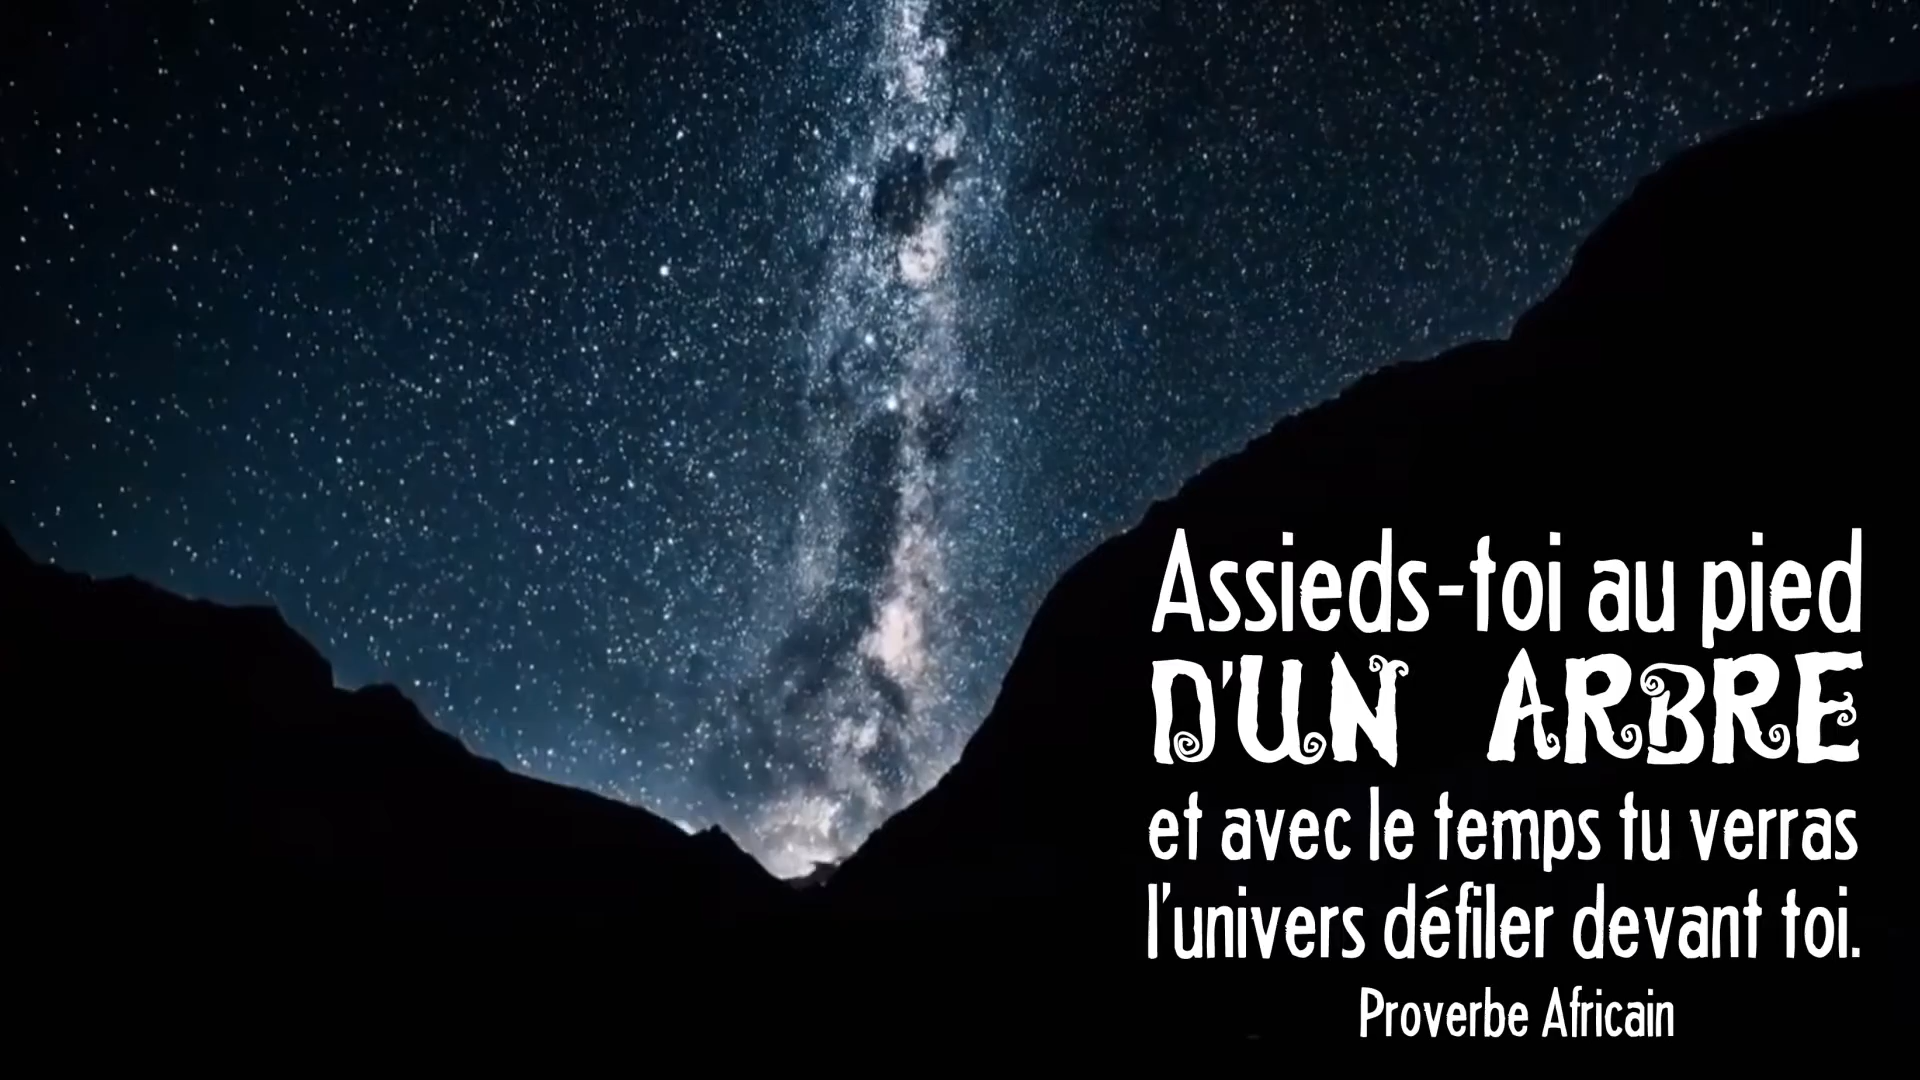 Assieds-toi au pied
D'UN ARBRE
et avec le temps tu verras
l'univers défiler devant toi.
Proverbe Africain